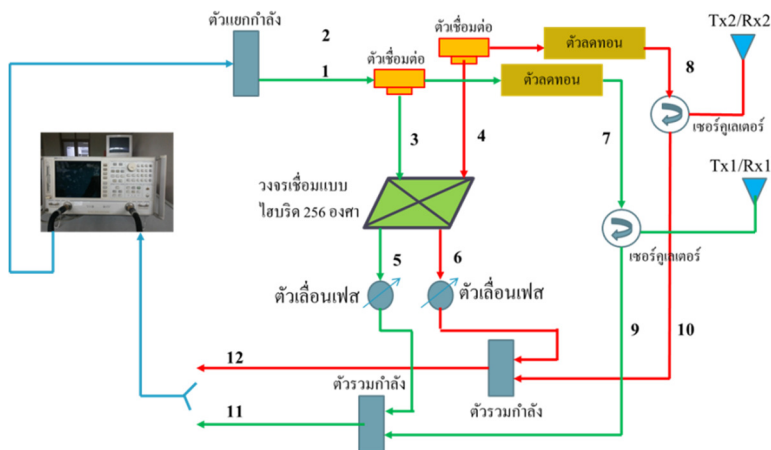 ตัวแยกกำลัง
2
1
ตัวเชื่อมต่อ
ตัวเชื่อมต่อ
ตัวลดทอน
ตัวลดทอน
Tx2/Rx2
8
เซอร์คูเลเตอร์
7
Tx1/Rx1
3
4
วงจรเชื่อมแบบ
ไฮบริด 256 องศา
เซอร์คูเลเตอร์
5
6
ตัวเลื่อนเฟส
ตัวเลื่อนเฟส
9
10
12
ตัวรวมกำลัง
ตัวรวมกำลัง
11